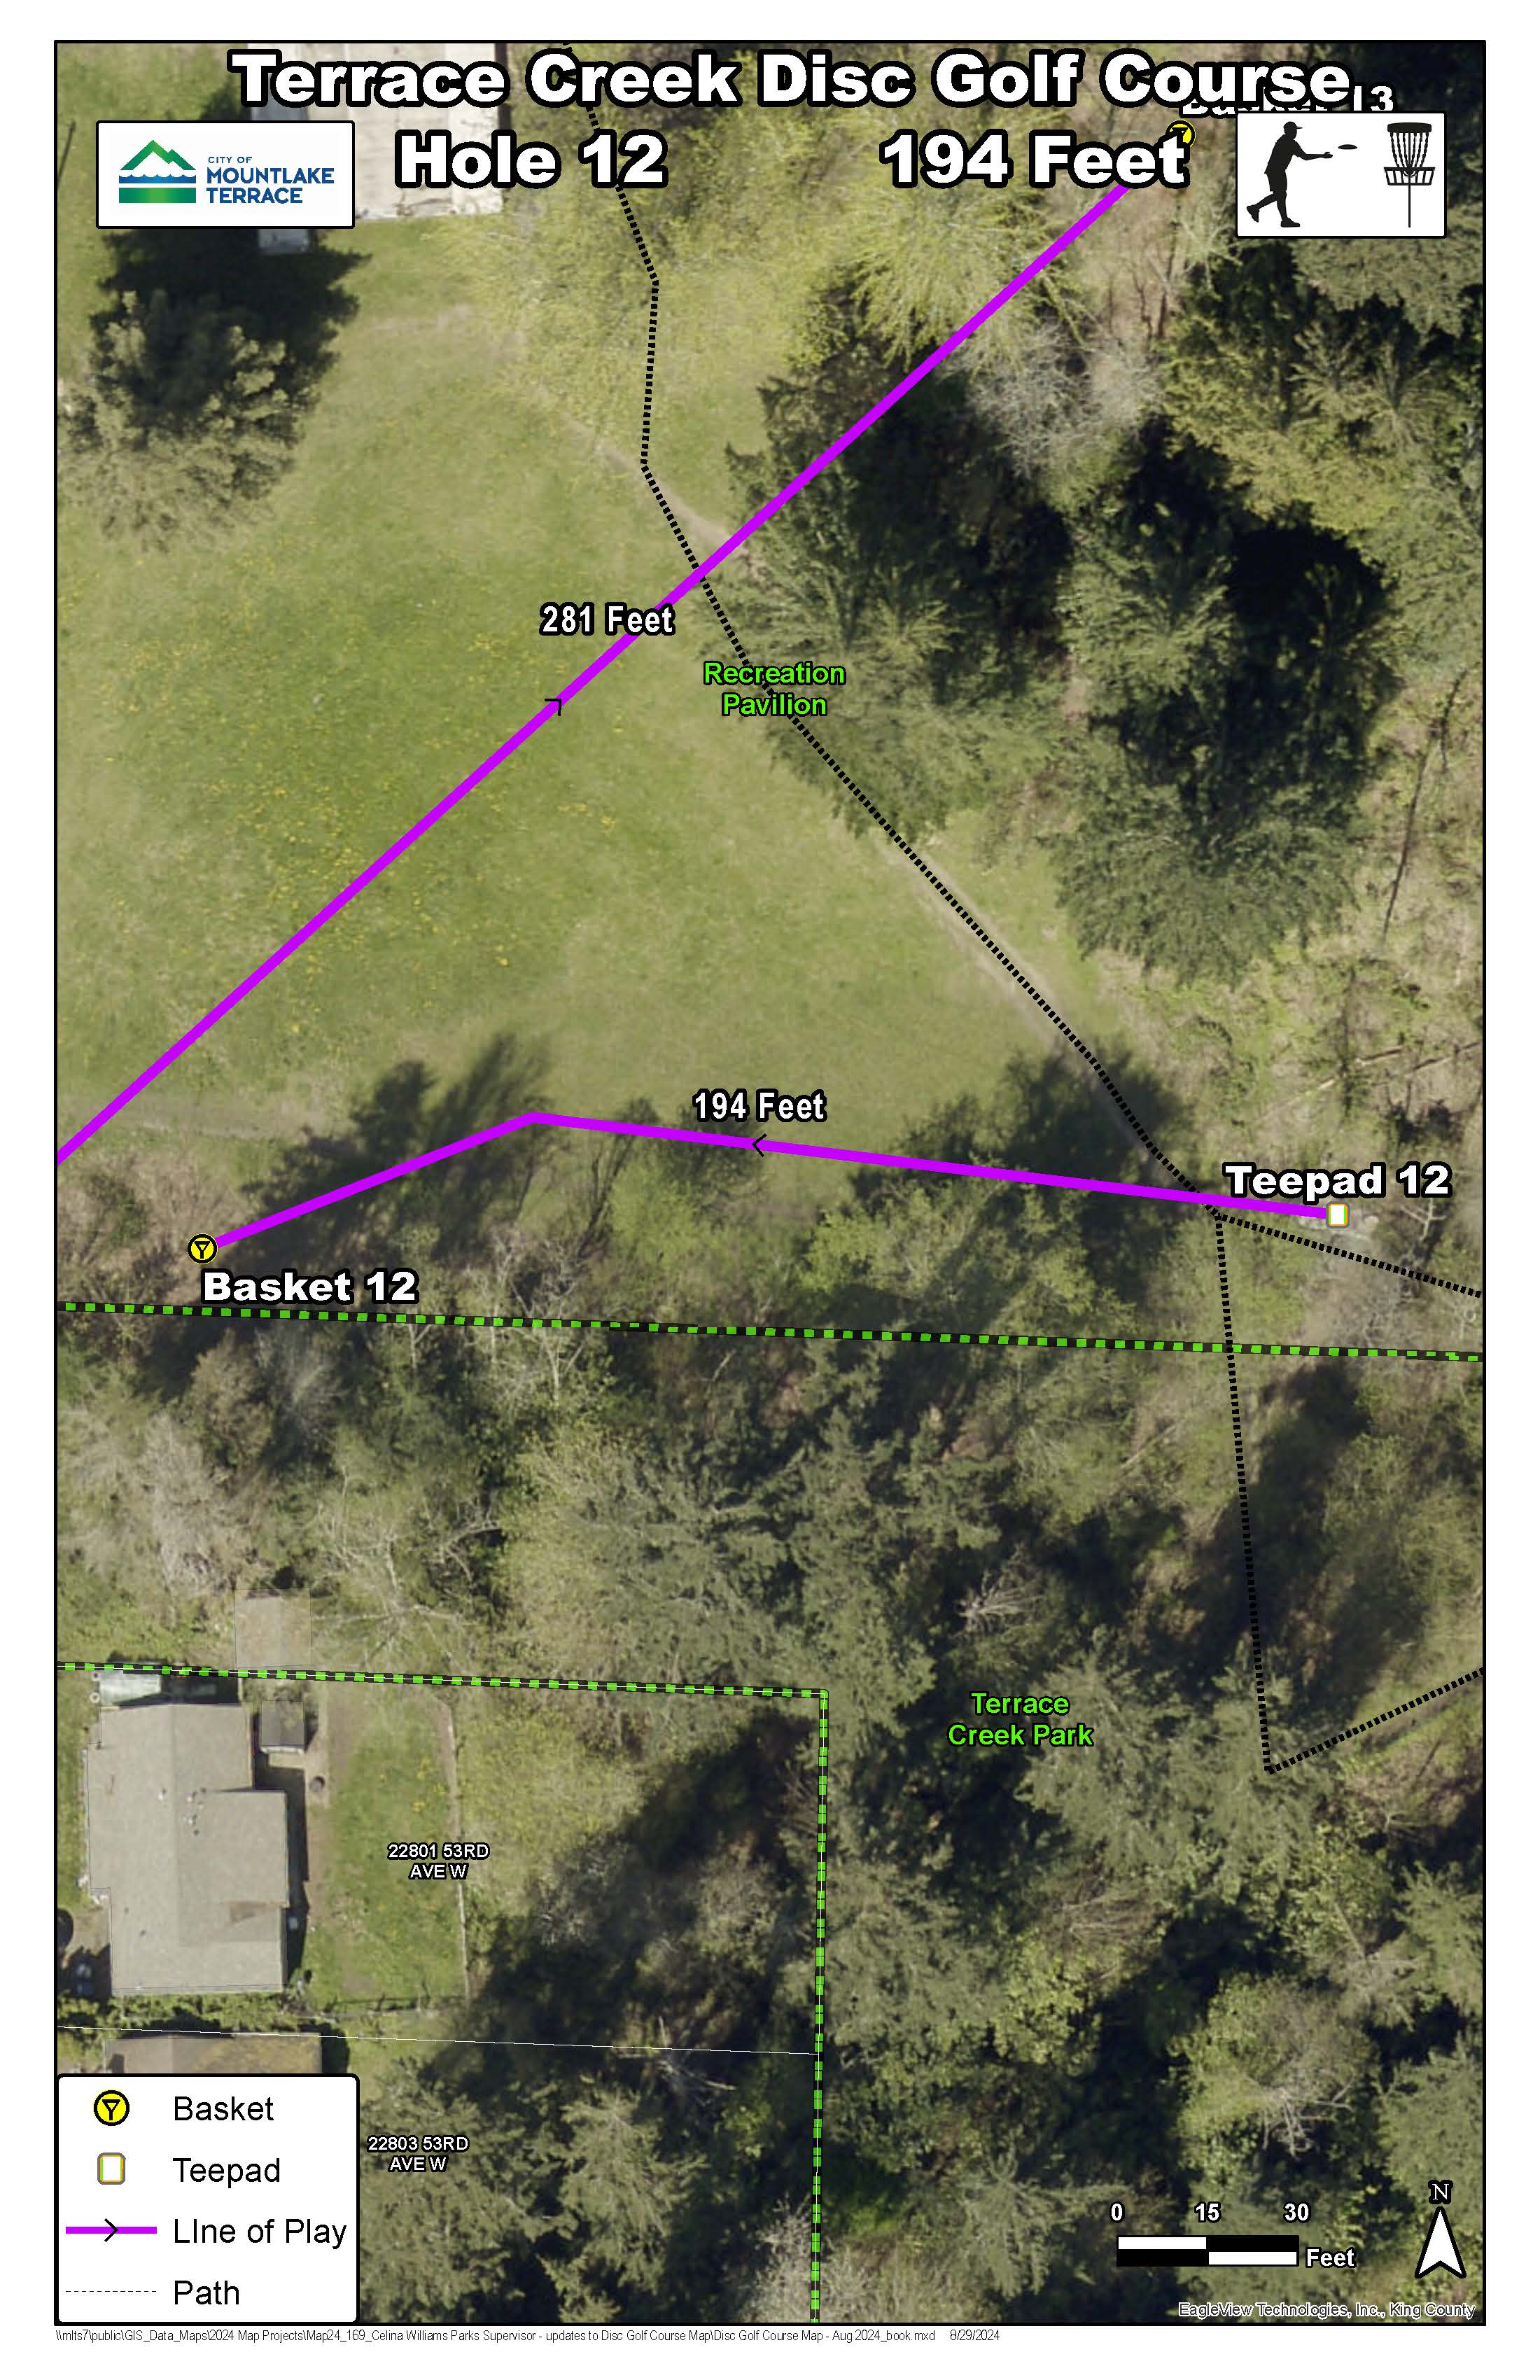 Terrace Creek Disc Golf Course
13
CITY OF
MOUNTLAKE
TERRACE
Hole 12
194 Feet
281 Feet
Recreation
Pavilion
194 Feet
Teepad 12
Basket 12
Terrace
Creek Park
22801 53RD
AVE W
22803 53RD
AVE W
Basket
Teepad
LIne of Play
Path
0 15 30
Feet
N
EagleView Technologies, Inc., King County
\\mlts7\public\GIS_Data_Maps\2024 Map Projects\Map24_169_Celina Williams Parks Supervisor - updates to Disc Golf Course Map\Disc Golf Course Map - Aug 2024_book.mxd 8/29/2024